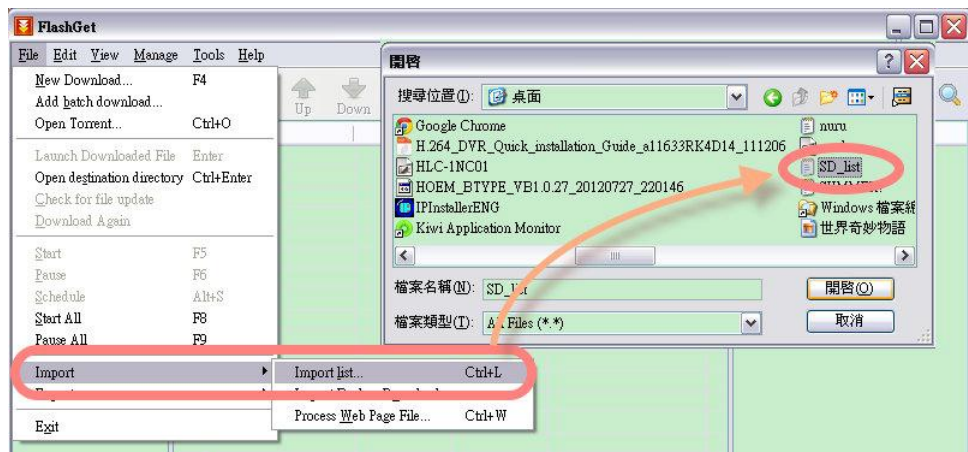 FlashGet
File Edit View Manage Tools Help
New Download... F4
Add batch download...
Open Torrent... Ctrl+O
Launch Downloaded File Enter
Open destination directory Ctrl+Enter
Check for file update
Download Again
Start F5
Pause F6
Schedule Alt+S
Start All F8
Pause All F9
Import
Exit
Import list... Ctrl+L
Process Web Page File... Ctrl+W
Up Down
開啓
搜尋位置(I): 桌面
Google Chrome
H.264_DVR_Quick_installation_Guide_a11633RK4D14_111206
HLC-1NC01
HOEM_BTYPE_VB1.0.27_20120727_220146
IPInstallerENG
Kiwi Application Monitor
nuru
SD_list
Windows 檔案總
世界奇妙物語
檔案名稱(N): SD_list
開啓(O)
檔案類型(T): All Files (*.*)
取消